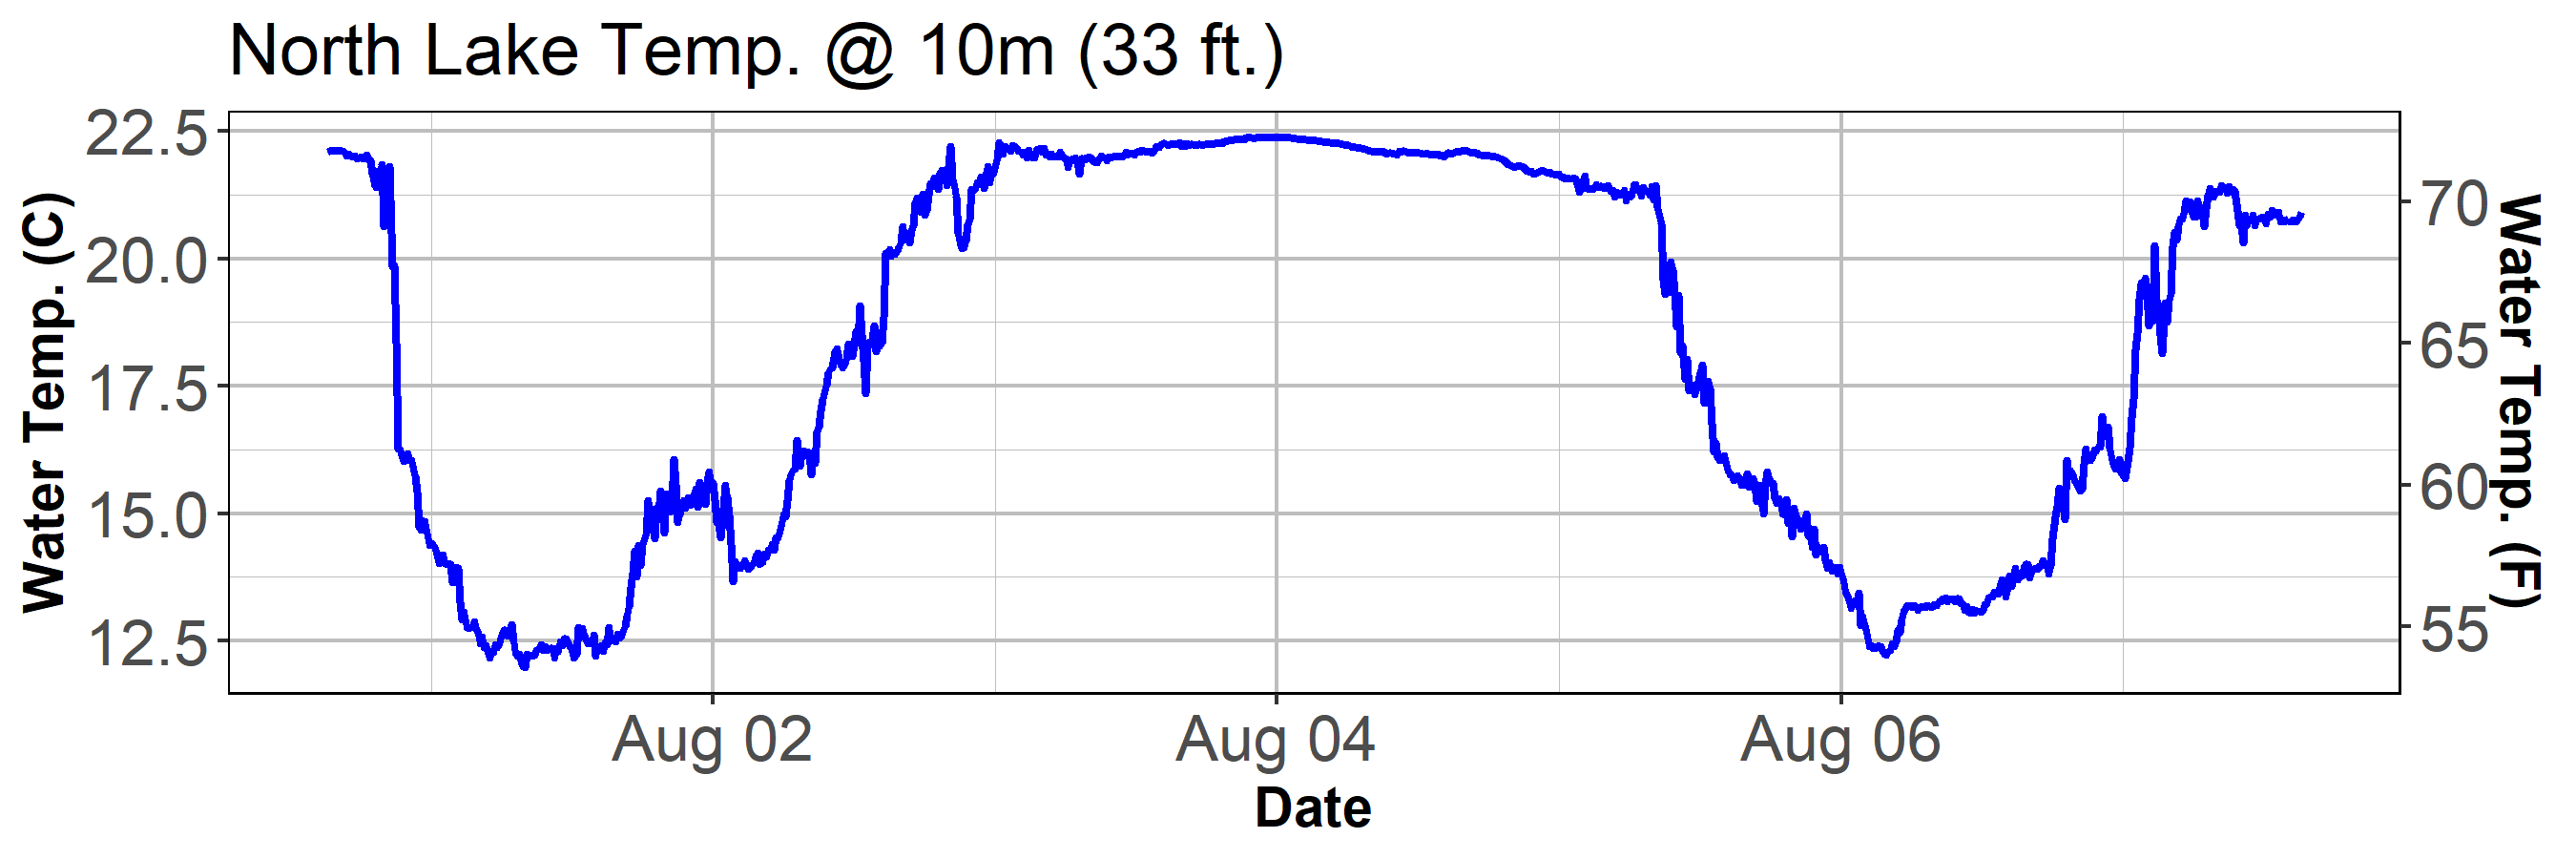 North Lake Temp. @ 10m (33 ft.)
Water Temp. (C)
22.5
20.0
17.5
15.0
12.5
70
65
60
55
Water Temp. (F)
Aug 02 Aug 04 Aug 06
Date